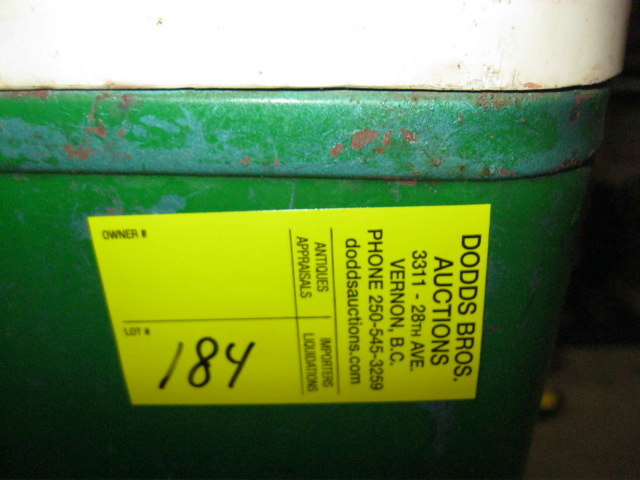 DODDS BROS.
AUCTIONS
3311 - 28TH AVE.
VERNON, B.C.
PHONE 250-545-3259
doddsauctions.com
ANTIQUES
IMPORTERS
APPRAISALS
LIQUIDATIONS
OWNER #
LOT #
184